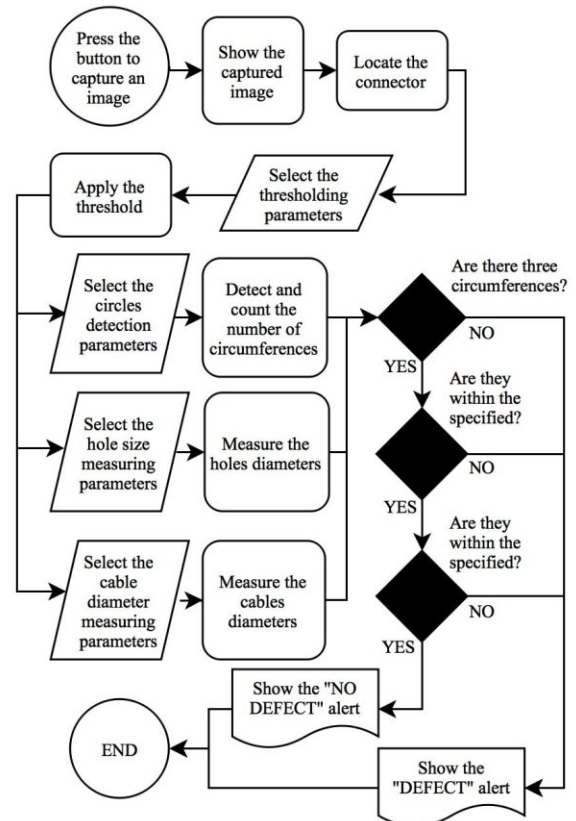 Press the
button to
capture an
image
Show the
captured
image
Locate the
connector
Apply the
threshold
Select the
thresholding
parameters
Select the
circles
detection
parameters
Detect and
count the
number of
circumferences
Are there three
circumferences?
NO
YES
Select the
hole size
measuring
parameters
Measure the
holes diameters
Are they
within the
specified?
NO
YES
Select the
cable
diameter
measuring
parameters
Measure the
cables
diameters
Are they
within the
specified?
NO
YES
Show the "NO
DEFECT" alert
END
Show the
"DEFECT" alert